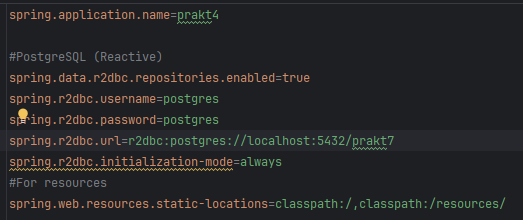 spring.application.name=prakt4
#PostgreSQL (Reactive)
spring.data.r2dbc.repositories.enabled=true
spring.r2dbc.username=postgres
spring.r2dbc.password=postgres
spring.r2dbc.url=r2dbc:postgres://localhost:5432/prakt7
spring.r2dbc.initialization-mode=always
#For resources
spring.web.resources.static-locations=classpath:/,classpath:/resources/